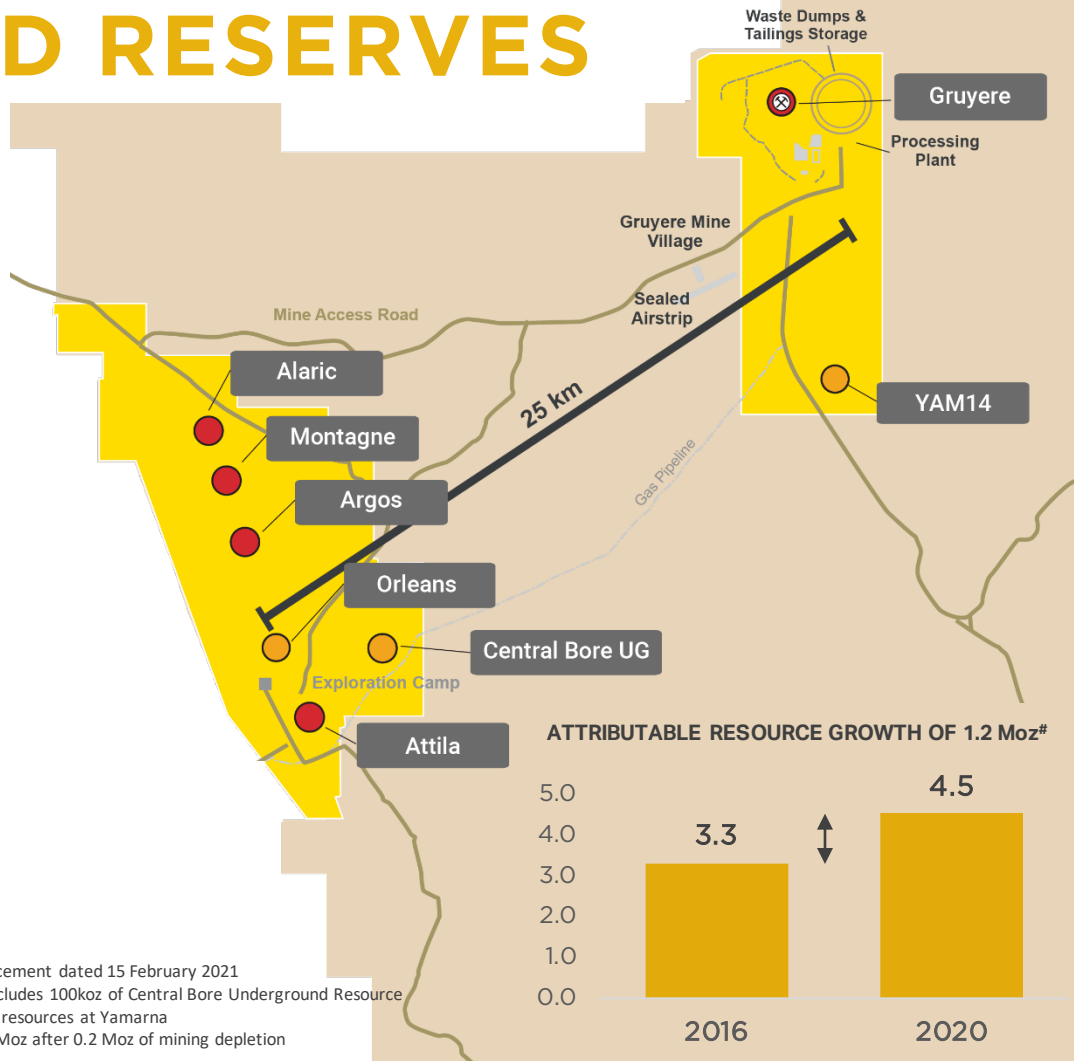 D RESERVES
Waste Dumps &
Tailings Storage
Gruyere
Processing
Plant
Gruyere Mine
Village
Sealed
Airstrip
Mine Access Road
Alaric
25 km
YAM14
Montagne
Gas Pipeline
Argos
Orleans
Central Bore UG
Exploration Camp
Attila
ATTRIBUTABLE RESOURCE GROWTH OF 1.2 Moz#
5.0
4.0
3.0
2.0
1.0
0.0
3.3
4.5
2016
2020
cement dated 15 February 2021
cludes 100koz of Central Bore Underground Resource
resources at Yamarna
Moz after 0.2 Moz of mining depletion